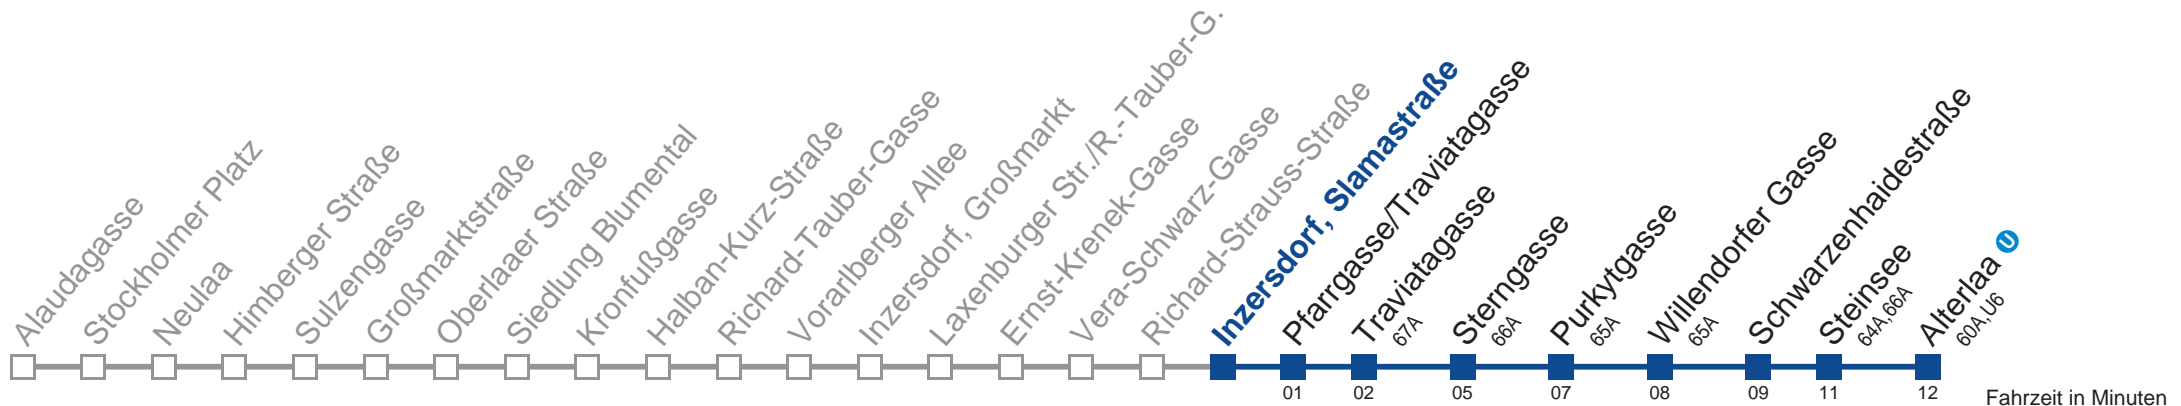 Alaudagasse
Stockholmer Platz
Neulaa
Himberger Straße
Sulzengasse
Großmarktstraße
Oberlaaer Straße
Siedlung Blumental
Kronfußgasse
Halban-Kurz-Straße
Richard-Tauber-Gasse
Vorarlberger Allee
Inzersdorf, Großmarkt
Laxenburger Str./R.-Tauber-G.
Ernst-Krenek-Gasse
Vera-Schwarz-Gasse
Richard-Strauss-Straße
Inzersdorf, Slamastraße
Pfarrgasse/Traviatagasse
Traviatagasse
67A
Sterngasse
66A
Purkytgasse
65A
Willendorfer Gasse
65A
Schwarzenhaidestraße
Steinsee
64A,66A
Alterlaa U
60A,U6
01 02 05 07 08 09 11 12 Fahrzeit in Minuten